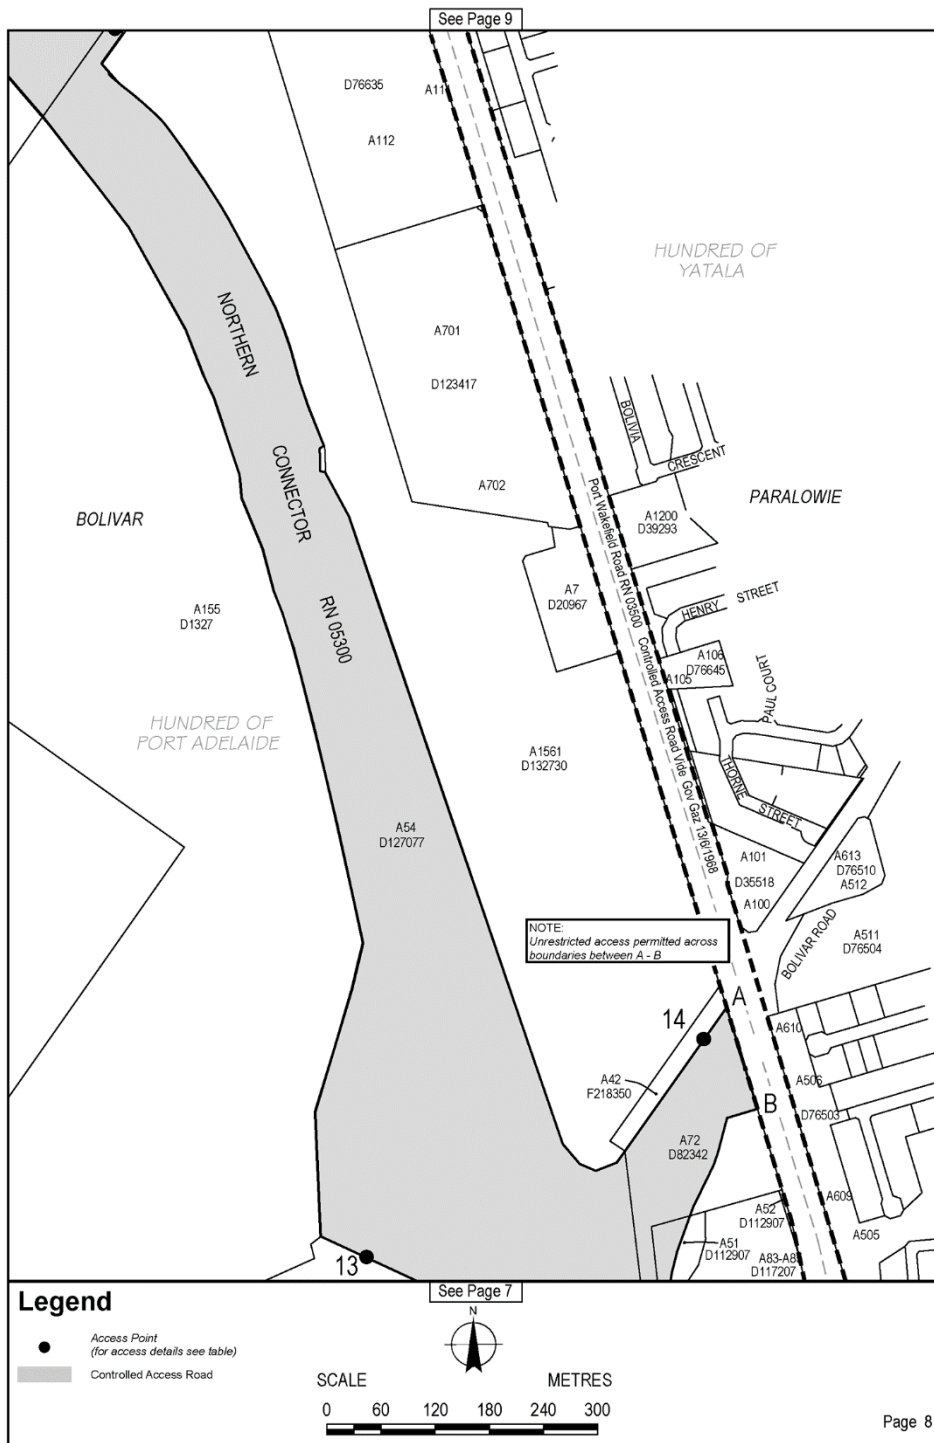 See Page 9
D76635
A11
A112
HUNDRED OF
YATALA
NORTHERN
A701
D123417
BOLIVIA
CRESCENT
CONNECTOR
A702
PARALOWIE
BOLIVAR
Port Wakefield Road RN 03500 Controlled Access Road Vide Gov Gaz 13/6/1968
A1200
D39293
A7
D20967
HENRY
STREET
A155
D1327
RN 05300
A106
D76645
A105
PAUL COURT
HUNDRED OF
PORT ADELAIDE
A1561
D132730
THORNE
STREET
A54
D127077
A101
D35518
A100
A613
D76510
A512
NOTE:
Unrestricted access permitted across
boundaries between A - B
BOLIVAR ROAD
A511
D76504
A
14
A610
A42
F218350
A506
B
D76503
A72
D82342
A609
A52
D112907
A505
A51
D112907
A83-A8
D117207
13
See Page 7
Legend
Access Point
(for access details see table)
Controlled Access Road
N
SCALE
METRES
0 60 120 180 240 300
Page 8